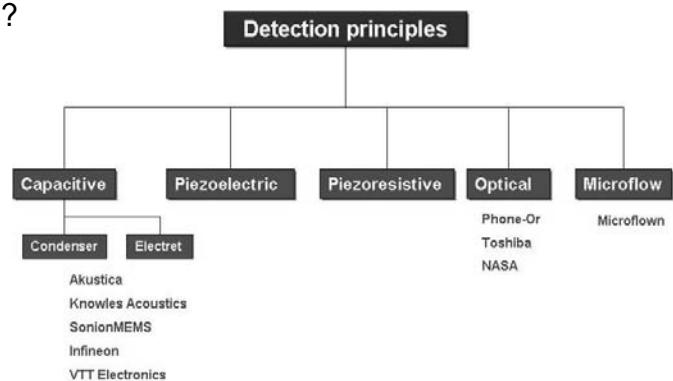 ?
Detection principles
Capacitive
Piezoelectric
Piezoresistive
Optical
Microflow
Condenser
Electret
Phone-Or
Toshiba
NASA
Microflown
Akustica
Knowles Acoustics
SonionMEMS
Infineon
VTT Electronics